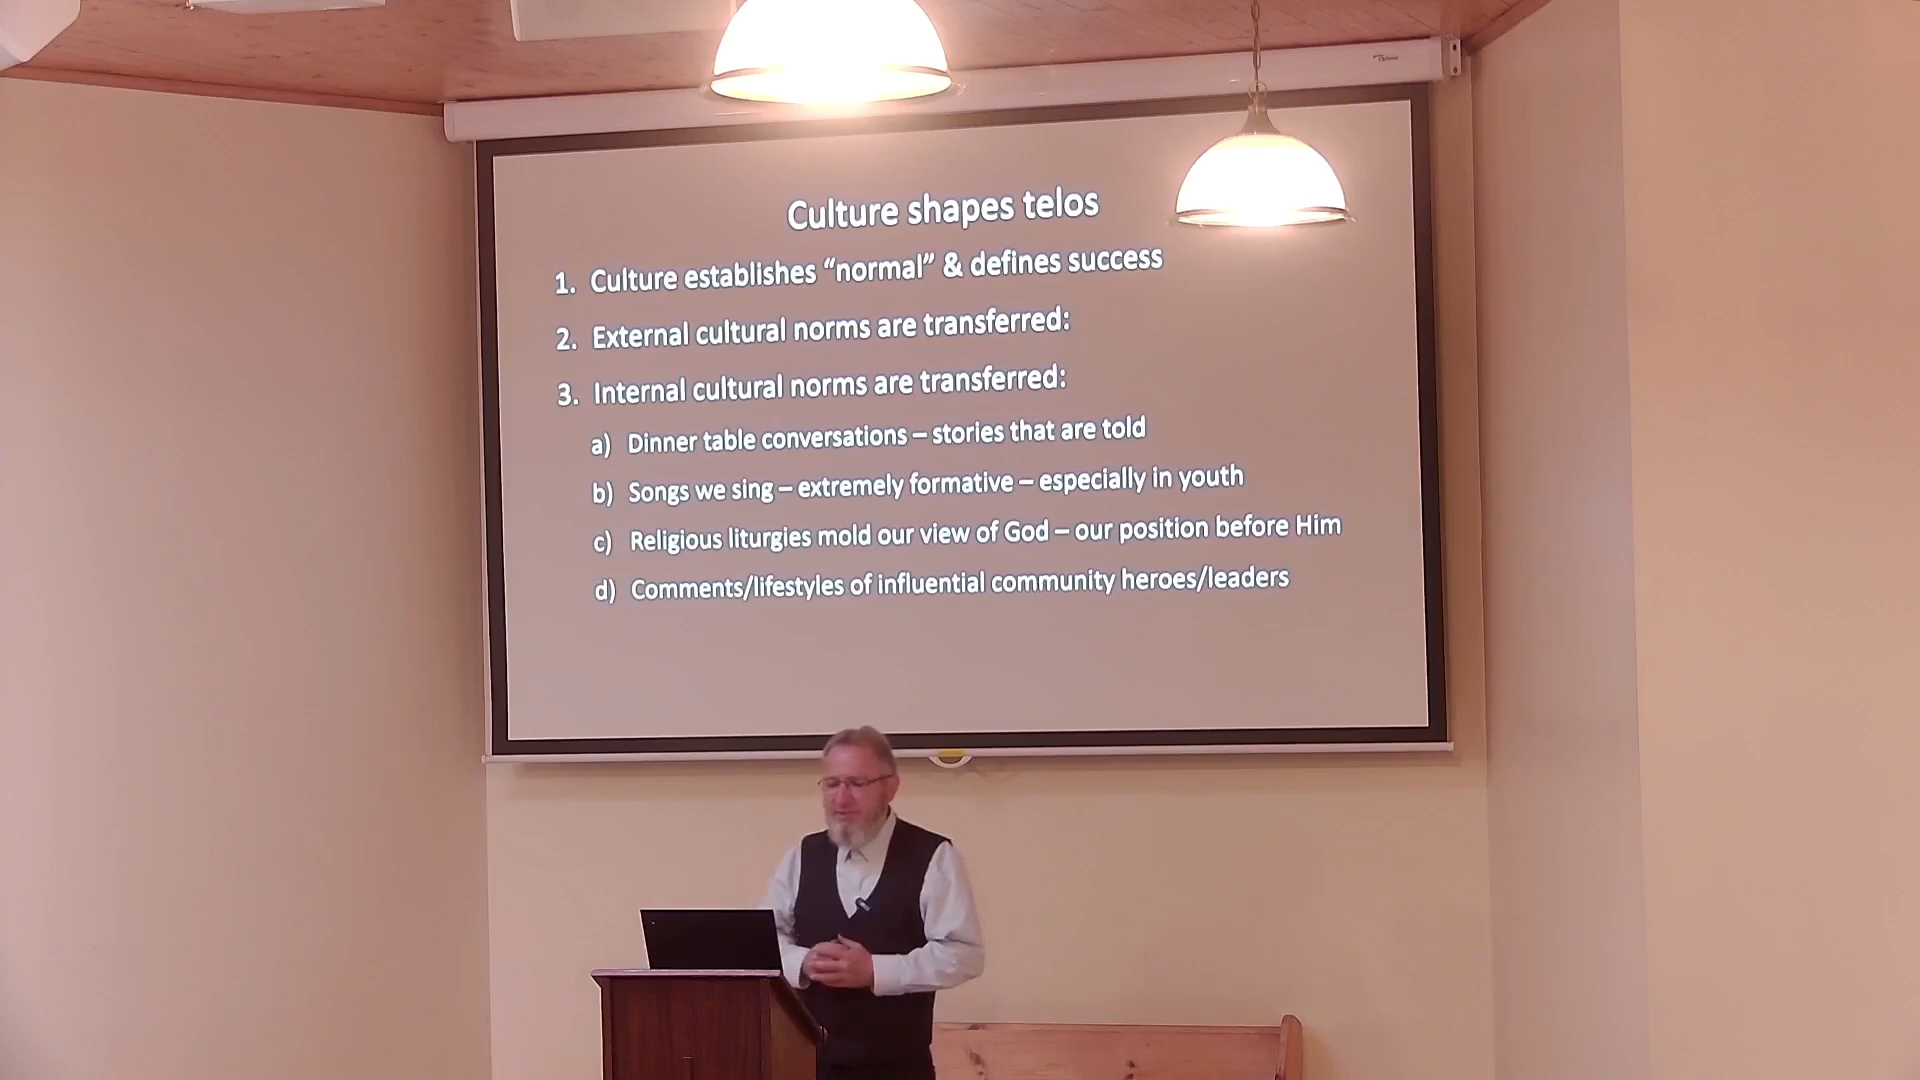 Culture shapes telos
1. Culture establishes “normal” & defines success
2. External cultural norms are transferred:
3. Internal cultural norms are transferred:
a) Dinner table conversations – stories that are told
b) Songs we sing – extremely formative – especially in youth
c) Religious liturgies mold our view of God – our position before Him
d) Comments/lifestyles of influential community heroes/leaders